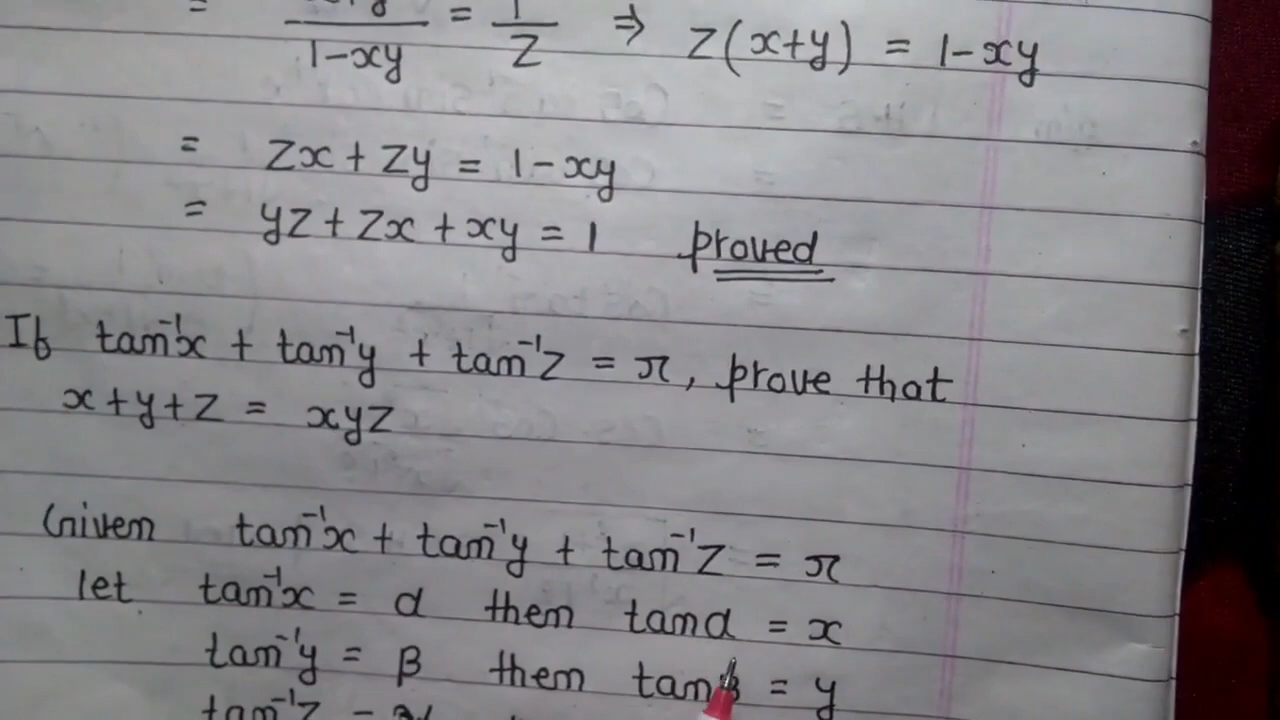 = /1-xy = 1/z ⇒ z(x+y) = 1-xy
= zx + zy = 1-xy
= yz + zx + xy = 1 proved
If tan⁻¹x + tan⁻¹y + tan⁻¹z = π, prove that
x+y+z = xyz
Given tan⁻¹x + tan⁻¹y + tan⁻¹z = π
let tan⁻¹x = α then tanα = x
tan⁻¹y = β then tanβ = y
tan⁻¹z =